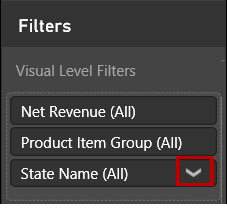 Filters
Visual Level Filters
Net Revenue (All)
Product Item Group (All)
State Name (All)